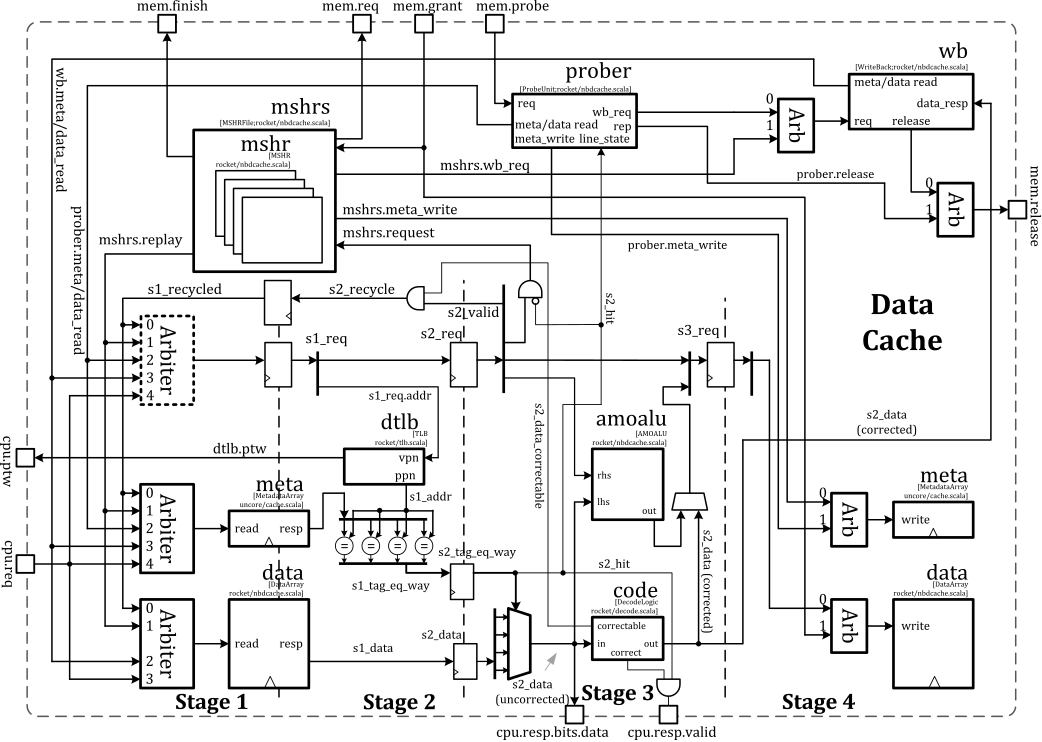 mem.finish
mem.req
mem.grant
mem.probe
wb
[WriteBack;rocket/nbdcache.scala]
meta/data read
data_resp
req
release
prober
[ProbeUnit;rocket/nbdcache.scala]
req
wb_req
meta/data read
rep
meta_write
line_state
0
1
Arb
mshrs
[MSHRFile;rocket/nbdcache.scala]
mshr
[MSHR
rocket/nbdcache.scala]
wb.meta/data_read
prober.meta/data_read
mshrs.wb_req
prober.release
0
1
Arb
mem.release
mshrs.meta_write
mshrs.request
mshrs.replay
prober.meta_write
s1_recycled
s2_recycle
s2_valid
s2_hit
Data
Cache
0
1
2
3
4
Arbiter
s1_req
s2_req
s3_req
s1_req.addr
s2_data_correctable
dtlb
[TLB
rocket/tlb.scala]
vpn
ppn
dtlb.ptw
cpu.ptw
s1_addr
amoalu
[AMOALU
rocket/nbdcache.scala]
rhs
lhs
out
s2_data
(corrected)
0
1
2
3
4
Arbiter
meta
[MetadataArray
uncore/cache.scala]
read
resp
=
=
=
=
cpu.req
s2_tag_eq_way
s1_tag_eq_way
s2_hit
s2_data (corrected)
0
1
Arb
meta
[MetadataArray
uncore/cache.scala]
write
0
1
2
3
Arbiter
data
[DataArray
rocket/nbdcache.scala]
read
resp
s1_data
s2_data
code
[DecodeLogic
rocket/decode.scala]
correctable
in
out
correct
s2_data
(uncorrected)
0
1
Arb
data
[DataArray
rocket/nbdcache.scala]
write
Stage 1
Stage 2
Stage 3
Stage 4
cpu.resp.bits.data
cpu.resp.valid